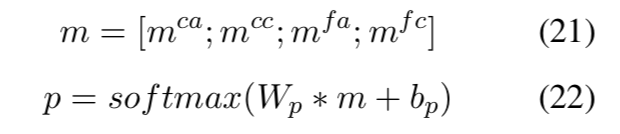 m = [m^{ca}; m^{cc}; m^{fa}; m^{fc}] (21)
p = softmax(W_p * m + b_p) (22)